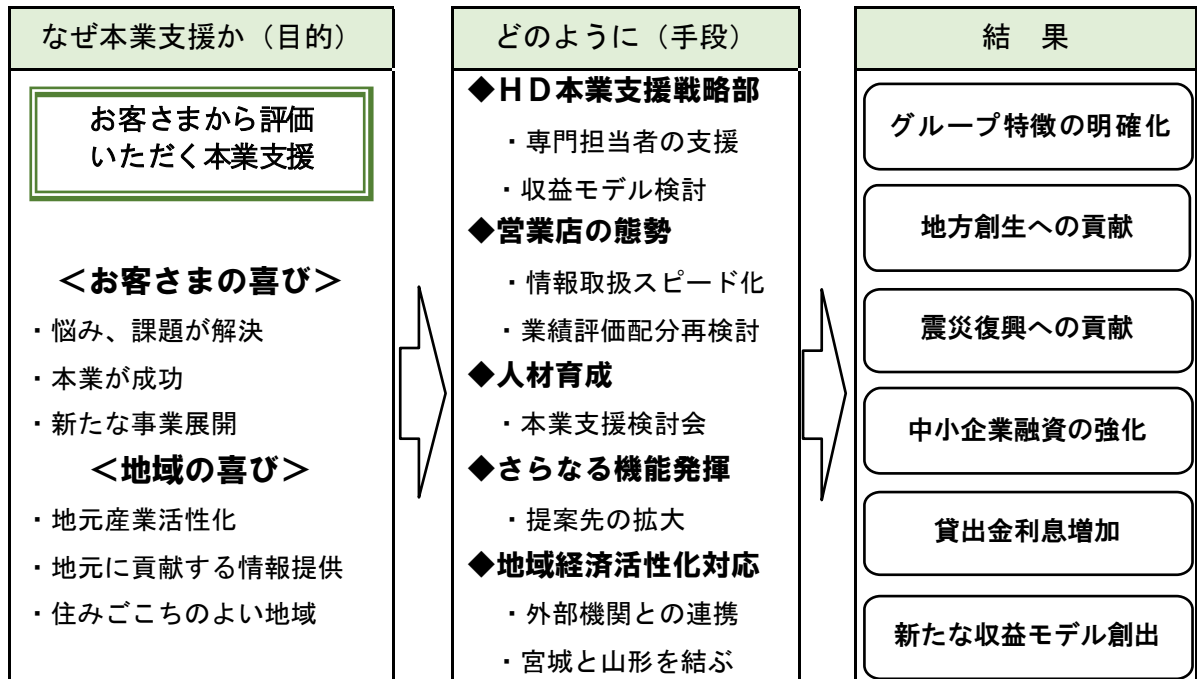 なぜ本業支援か（目的）
お客さまから評価
いただく本業支援
＜お客さまの喜び＞
・悩み、課題が解決
・本業が成功
・新たな事業展開
＜地域の喜び＞
・地元産業活性化
・地元に貢献する情報提供
・住みごこちのよい地域
どのように（手段）
◆ＨＤ本業支援戦略部
・専門担当者の支援
・収益モデル検討
◆営業店の態勢
・情報取扱スピード化
・業績評価配分再検討
◆人材育成
・本業支援検討会
◆さらなる機能発揮
・提案先の拡大
◆地域経済活性化対応
・外部機関との連携
・宮城と山形を結ぶ
結　果
グループ特徴の明確化
地方創生への貢献
震災復興への貢献
中小企業融資の強化
貸出金利息増加
新たな収益モデル創出